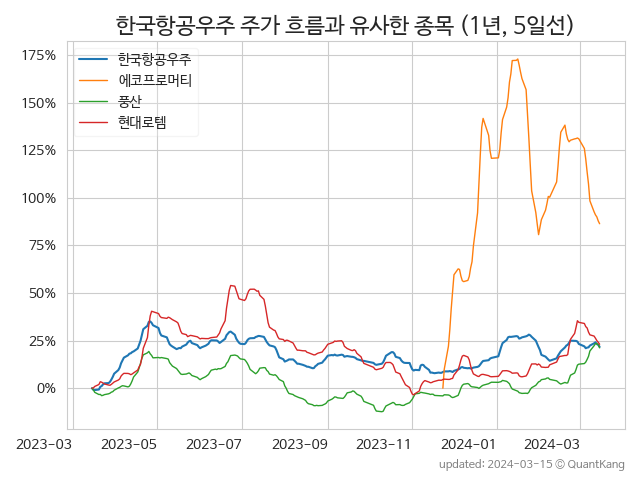 한국항공우주 주가 흐름과 유사한 종목 (1년, 5일선)
175%
150%
125%
100%
75%
50%
25%
0%
한국항공우주
에코프로머티
풍산
현대로템
2023-03 2023-05 2023-07 2023-09 2023-11 2024-01 2024-03
updated: 2024-03-15 © QuantKang